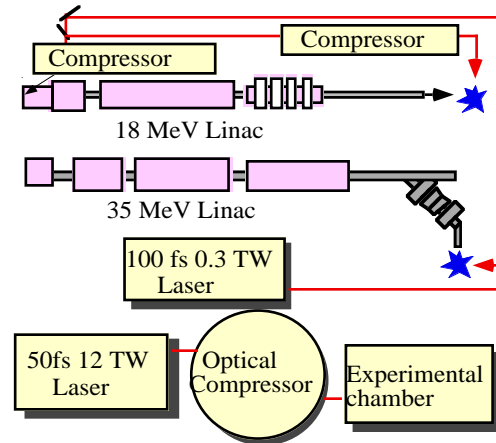 Compressor
Compressor
18 MeV Linac
35 MeV Linac
100 fs 0.3 TW
Laser
50fs 12 TW
Laser
Optical
Compressor
Experimental
chamber